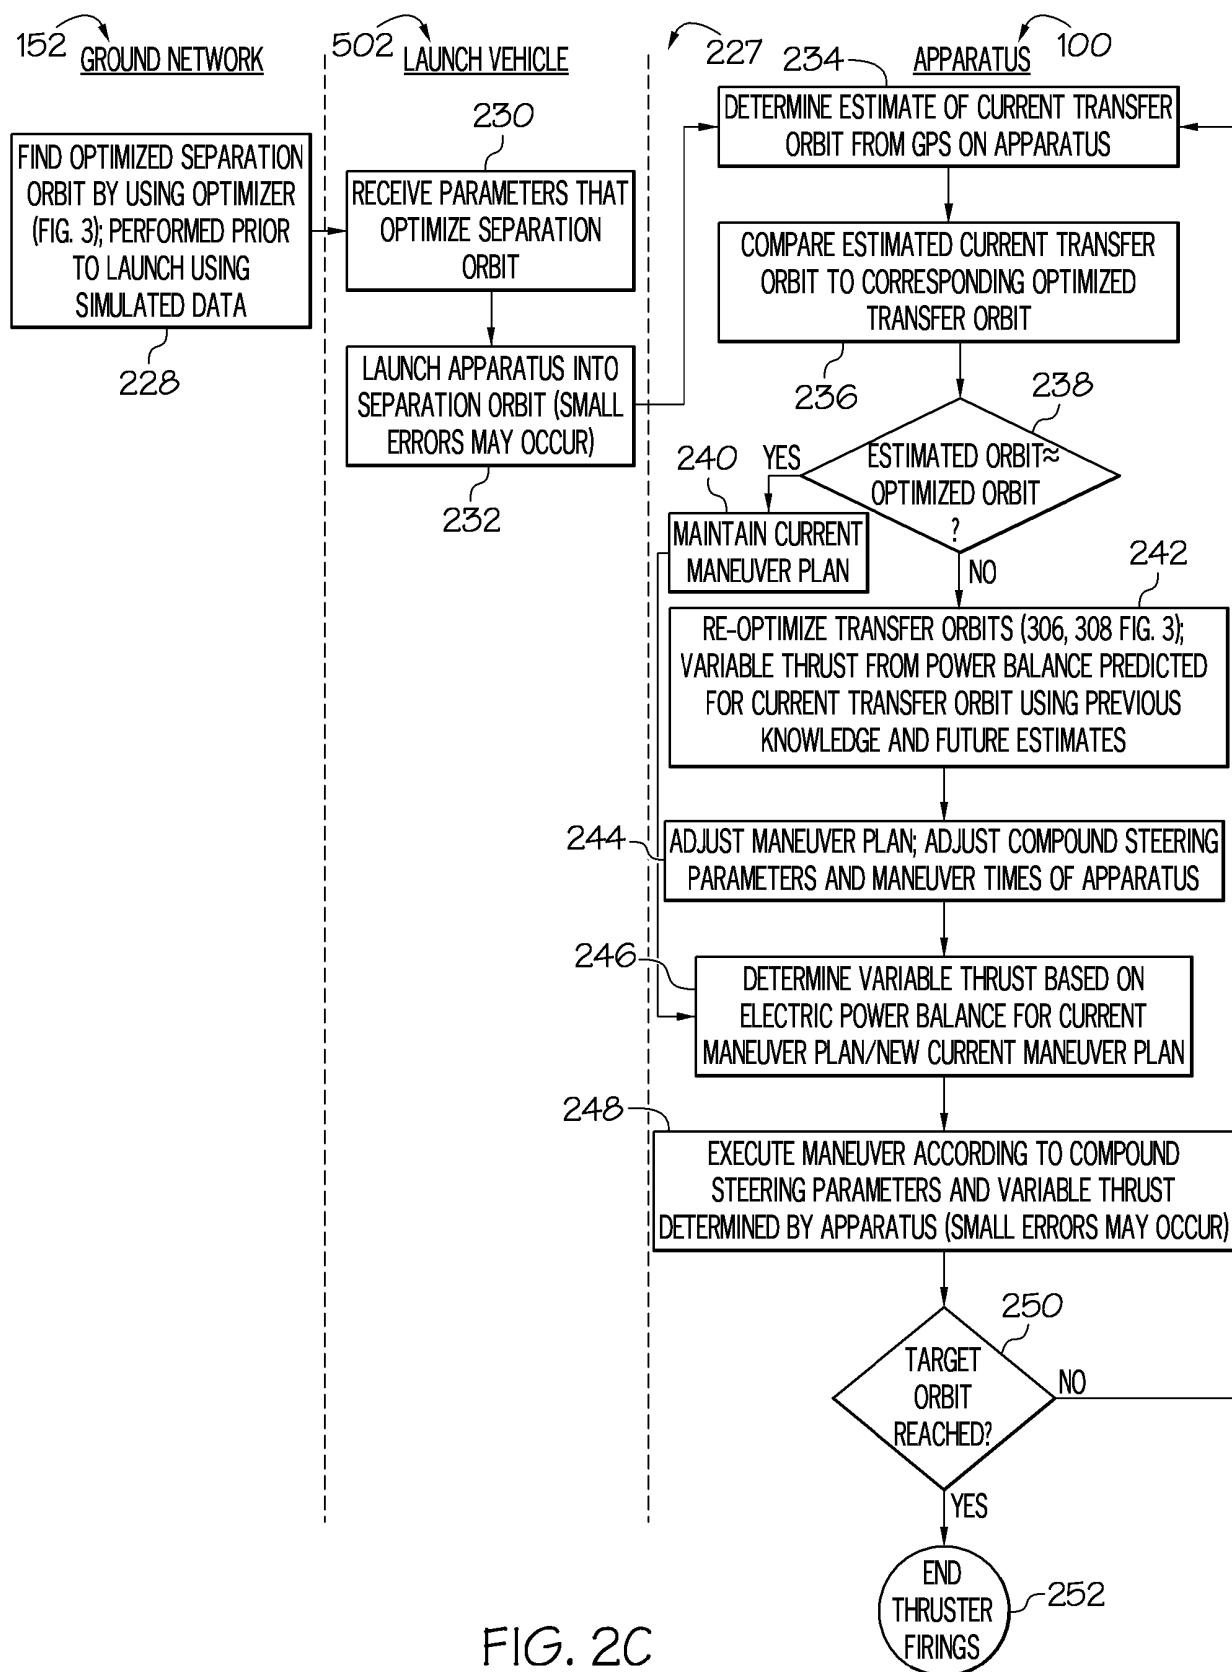 152
GROUND NETWORK
FIND OPTIMIZED SEPARATION
ORBIT BY USING OPTIMIZER
(FIG. 3); PERFORMED PRIOR
TO LAUNCH USING
SIMULATED DATA
228
502
LAUNCH VEHICLE
230
RECEIVE PARAMETERS THAT
OPTIMIZE SEPARATION
ORBIT
LAUNCH APPARATUS INTO
SEPARATION ORBIT (SMALL
ERRORS MAY OCCUR)
232
227
APPARATUS
100
234
DETERMINE ESTIMATE OF CURRENT TRANSFER
ORBIT FROM GPS ON APPARATUS
COMPARE ESTIMATED CURRENT TRANSFER
ORBIT TO CORRESPONDING OPTIMIZED
TRANSFER ORBIT
236
238
ESTIMATED ORBIT≈
OPTIMIZED ORBIT
?
YES
240
MAINTAIN CURRENT
MANEUVER PLAN
NO
242
RE-OPTIMIZE TRANSFER ORBITS (306, 308 FIG. 3);
VARIABLE THRUST FROM POWER BALANCE PREDICTED
FOR CURRENT TRANSFER ORBIT USING PREVIOUS
KNOWLEDGE AND FUTURE ESTIMATES
244
ADJUST MANEUVER PLAN; ADJUST COMPOUND STEERING
PARAMETERS AND MANEUVER TIMES OF APPARATUS
246
DETERMINE VARIABLE THRUST BASED ON
ELECTRIC POWER BALANCE FOR CURRENT
MANEUVER PLAN/NEW CURRENT MANEUVER PLAN
248
EXECUTE MANEUVER ACCORDING TO COMPOUND
STEERING PARAMETERS AND VARIABLE THRUST
DETERMINED BY APPARATUS (SMALL ERRORS MAY OCCUR)
250
TARGET
ORBIT
REACHED?
NO
YES
END
THRUSTER
FIRINGS
252
FIG. 2C